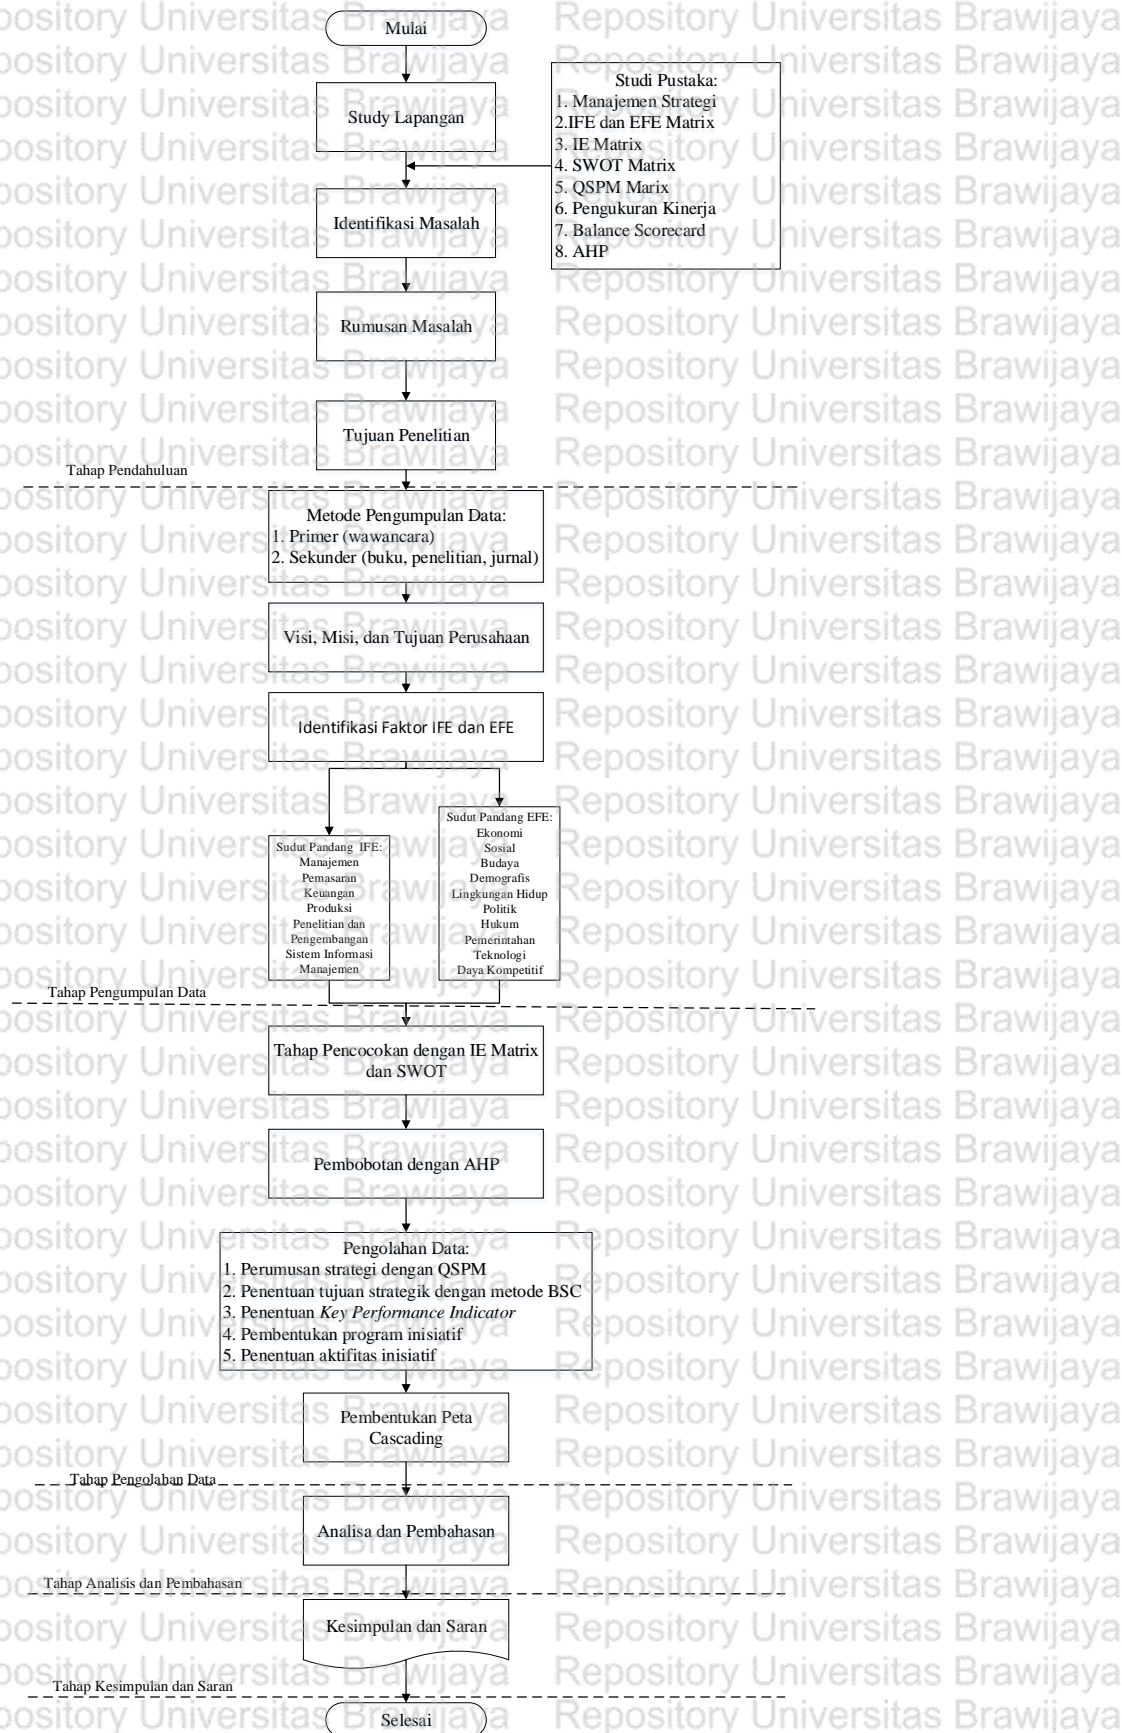 Mulai
Study Lapangan
Studi Pustaka:
1. Manajemen Strategi
2.IFE dan EFE Matrix
3. IE Matrix
4. SWOT Matrix
5. QSPM Marix
6. Pengukuran Kinerja
7. Balance Scorecard
8. AHP
Identifikasi Masalah
Rumusan Masalah
Tujuan Penelitian
Tahap Pendahuluan
Metode Pengumpulan Data:
1. Primer (wawancara)
2. Sekunder (buku, penelitian, jurnal)
Visi, Misi, dan Tujuan Perusahaan
Identifikasi Faktor IFE dan EFE
Sudut Pandang IFE:
Manajemen
Pemasaran
Keuangan
Produksi
Penelitian dan
Pengembangan
Sistem Informasi
Manajemen
Sudut Pandang EFE:
Ekonomi
Sosial
Budaya
Demografis
Lingkungan Hidup
Politik
Hukum
Pemerintahan
Teknologi
Daya Kompetitif
Tahap Pengumpulan Data
Tahap Pencocokan dengan IE Matrix
dan SWOT
Pembobotan dengan AHP
Pengolahan Data:
1. Perumusan strategi dengan QSPM
2. Penentuan tujuan strategik dengan metode BSC
3. Penentuan Key Performance Indicator
4. Pembentukan program inisiatif
5. Penentuan aktifitas inisiatif
Pembentukan Peta
Cascading
Tahap Pengolahan Data
Analisa dan Pembahasan
Tahap Analisis dan Pembahasan
Kesimpulan dan Saran
Tahap Kesimpulan dan Saran
Selesai
Repository Universitas Brawijaya